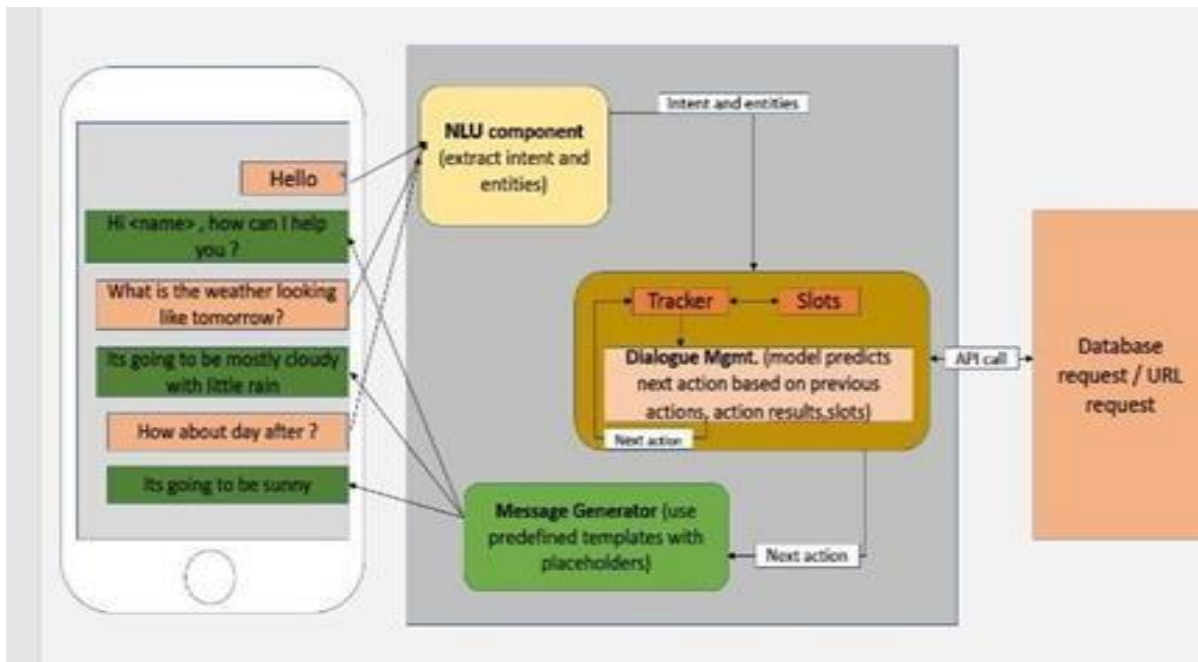 Hello
Hi <name> , how can I help
you ?
What is the weather looking
like tomorrow?
Its going to be mostly cloudy
with little rain
How about day after ?
Its going to be sunny
NLU component
(extract intent and
entities)
Intent and entities
Tracker
Slots
Dialogue Mgmt. (model predicts
next action based on previous
actions, action results,slots)
Next action
API call
Database
request / URL
request
Message Generator (use
predefined templates with
placeholders)
Next action